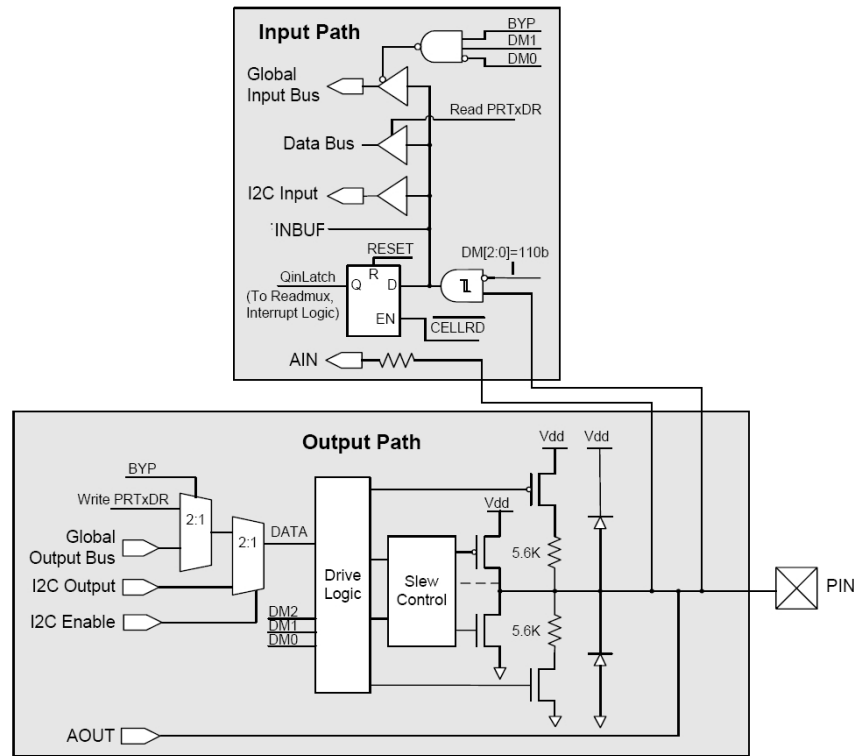 Input Path
BYP
DM1
DM0
Global
Input Bus
Read PRTxDR
Data Bus
I2C Input
INBUF
RESET
DM[2:0]=110b
QinLatch
(To Readmux,
Interrupt Logic)
R
Q
D
EN
CELLRD
AIN
Output Path
BYP
Write PRTxDR
2:1
Global
Output Bus
2:1
DATA
I2C Output
I2C Enable
DM2
DM1
DM0
Drive
Logic
Slew
Control
Vdd
Vdd
Vdd
5.6K
5.6K
PIN
AOUT